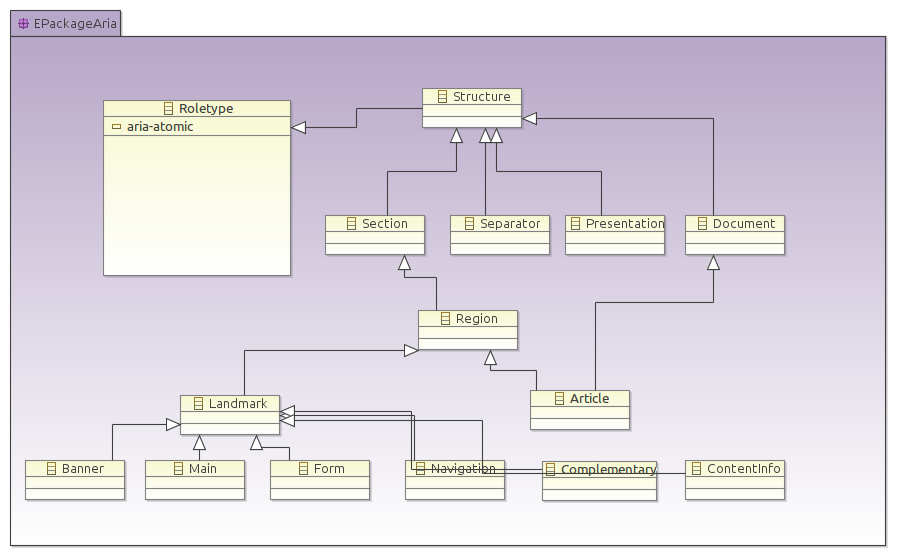 EPackageAria
Structure
Roletype
aria-atomic
Section
Separator
Presentation
Document
Region
Article
Landmark
Banner
Main
Form
Navigation
Complementary
ContentInfo